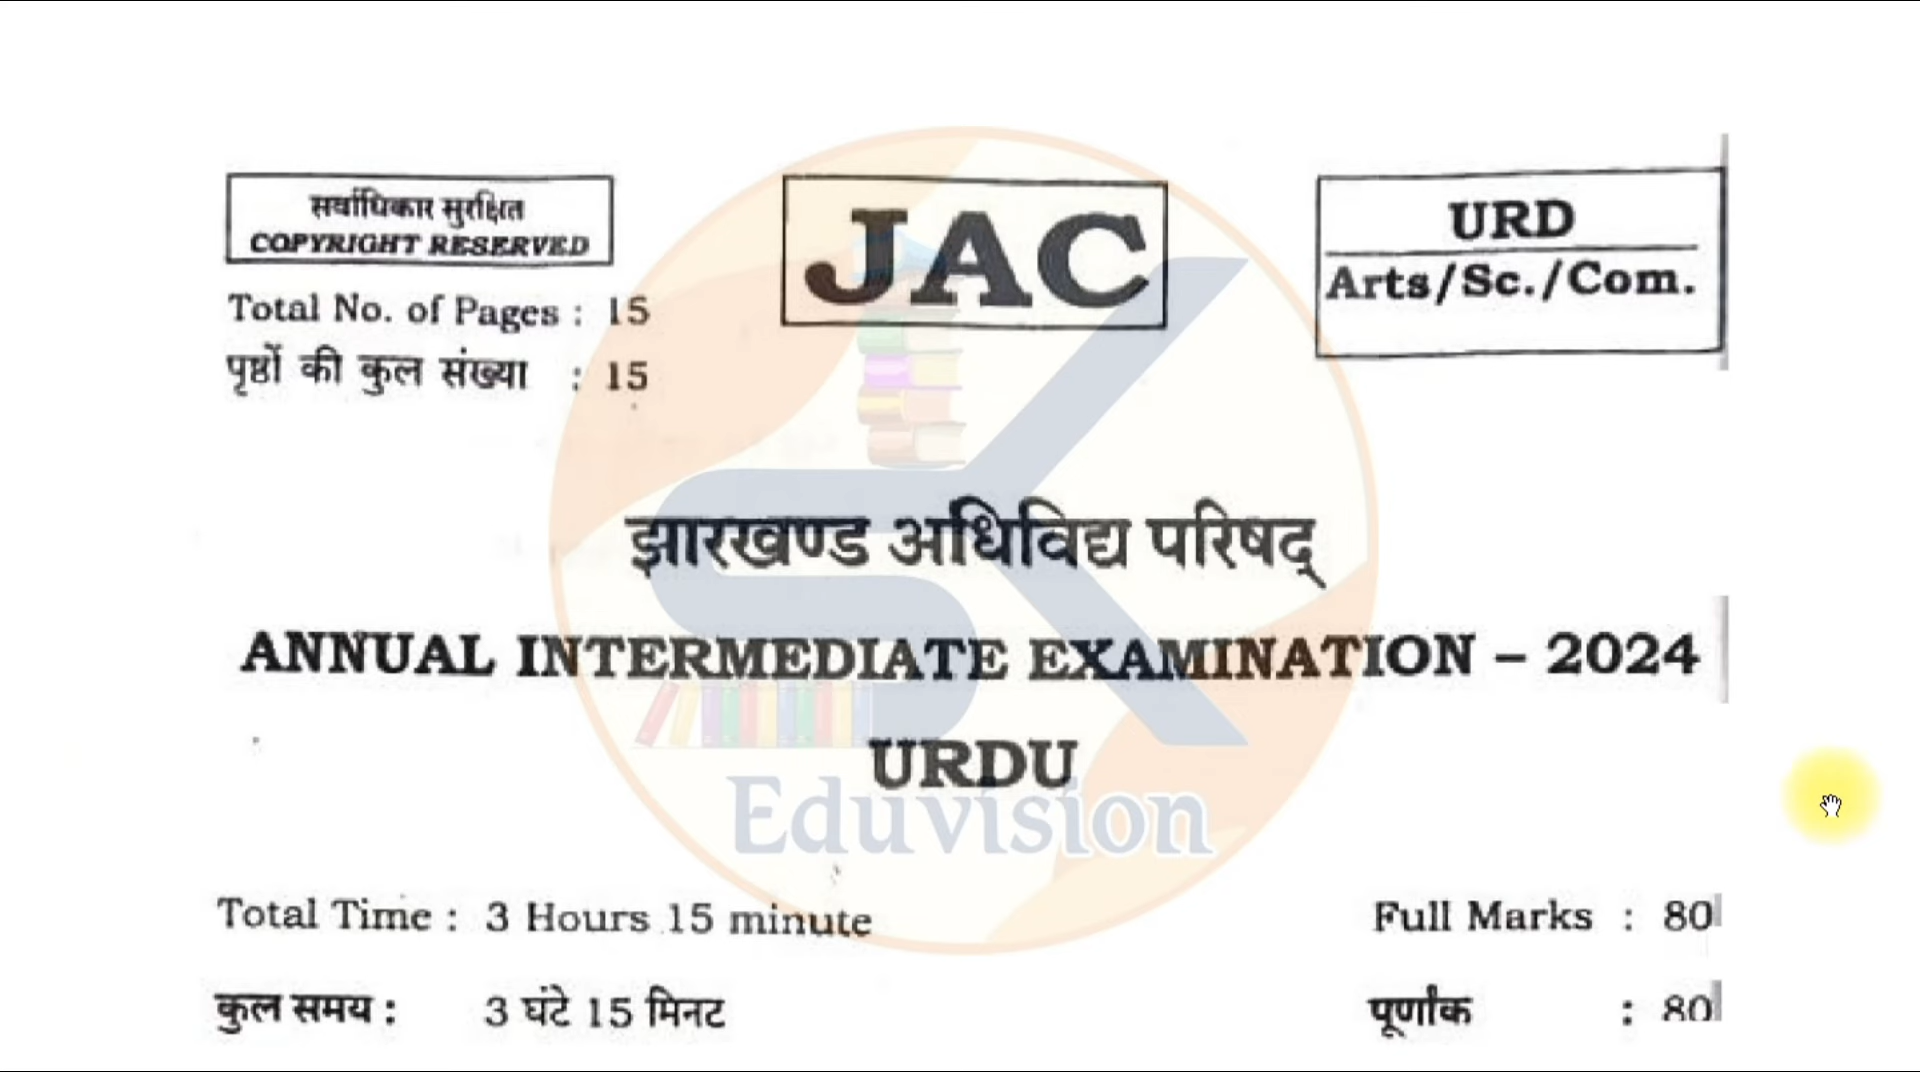 सर्वाधिकार सुरक्षित
COPYRIGHT RESERVED
Total No. of Pages : 15
पृष्ठों की कुल संख्या : 15
JAC
URD
Arts/Sc./Com.
झारखण्ड अधिविद्य परिषद्
ANNUAL INTERMEDIATE EXAMINATION – 2024
URDU
SK
Eduvision
Total Time : 3 Hours 15 minute
Full Marks : 80
कुल समय : 3 घंटे 15 मिनट
पूर्णांक : 80